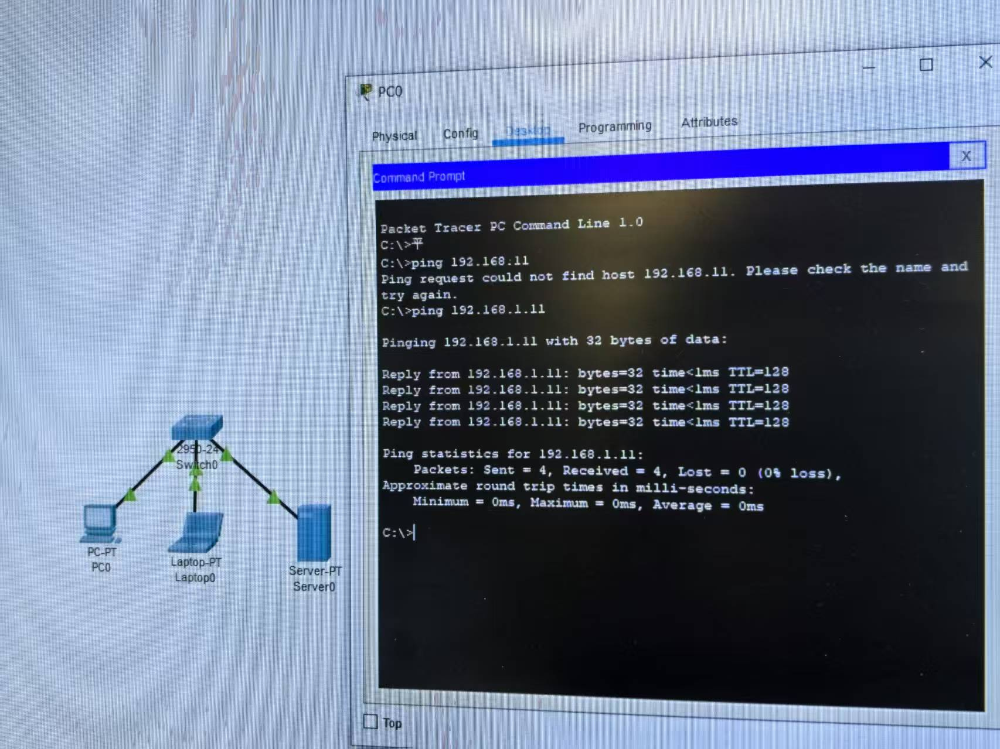 PC0
Physical Config Desktop Programming Attributes
Command Prompt
X
Packet Tracer PC Command Line 1.0
C:\>平
C:\>ping 192.168.11
Ping request could not find host 192.168.11. Please check the name and
try again.
C:\>ping 192.168.1.11
Pinging 192.168.1.11 with 32 bytes of data:
Reply from 192.168.1.11: bytes=32 time<1ms TTL=128
Reply from 192.168.1.11: bytes=32 time<1ms TTL=128
Reply from 192.168.1.11: bytes=32 time<1ms TTL=128
Reply from 192.168.1.11: bytes=32 time<1ms TTL=128
Ping statistics for 192.168.1.11:
Packets: Sent = 4, Received = 4, Lost = 0 (0% loss),
Approximate round trip times in milli-seconds:
Minimum = 0ms, Maximum = 0ms, Average = 0ms
C:\>
Top
2950-24
Switch0
PC-PT
PC0
Laptop-PT
Laptop0
Server-PT
Server0